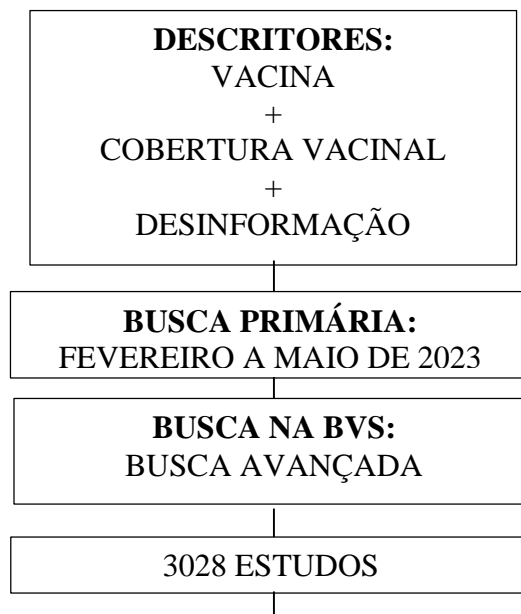 DESCRITORES:
VACINA
+
COBERTURA VACINAL
+
DESINFORMAÇÃO
BUSCA PRIMÁRIA:
FEVEREIRO A MAIO DE 2023
BUSCA NA BVS:
BUSCA AVANÇADA
3028 ESTUDOS